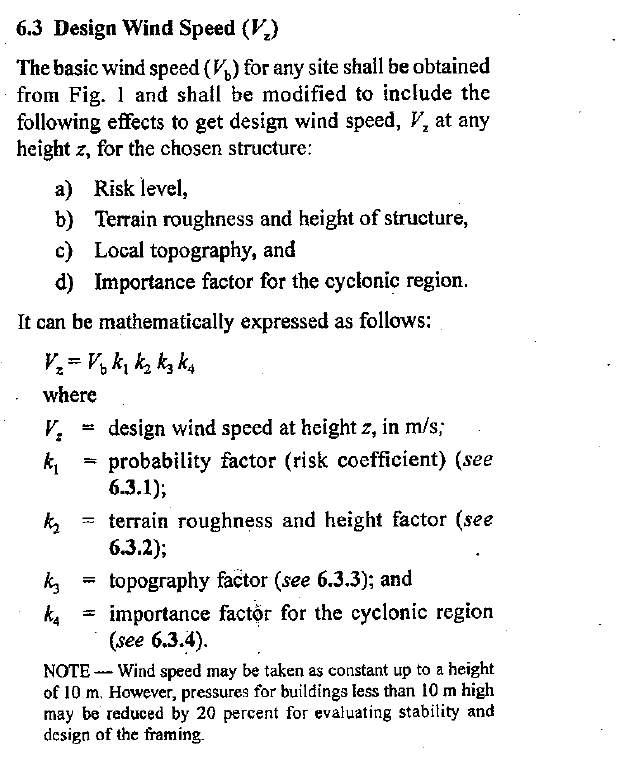 6.3 Design Wind Speed (V_z)
The basic wind speed (V_b) for any site shall be obtained
from Fig. 1 and shall be modified to include the
following effects to get design wind speed, V_z at any
height z, for the chosen structure:
a) Risk level,
b) Terrain roughness and height of structure,
c) Local topography, and
d) Importance factor for the cyclonic region.
It can be mathematically expressed as follows:
V_z = V_b k_1 k_2 k_3 k_4
where
V_z = design wind speed at height z, in m/s;
k_1 = probability factor (risk coefficient) (see
6.3.1);
k_2 = terrain roughness and height factor (see
6.3.2);
k_3 = topography factor (see 6.3.3); and
k_4 = importance factor for the cyclonic region
(see 6.3.4).
NOTE — Wind speed may be taken as constant up to a height
of 10 m. However, pressures for buildings less than 10 m high
may be reduced by 20 percent for evaluating stability and
design of the framing.